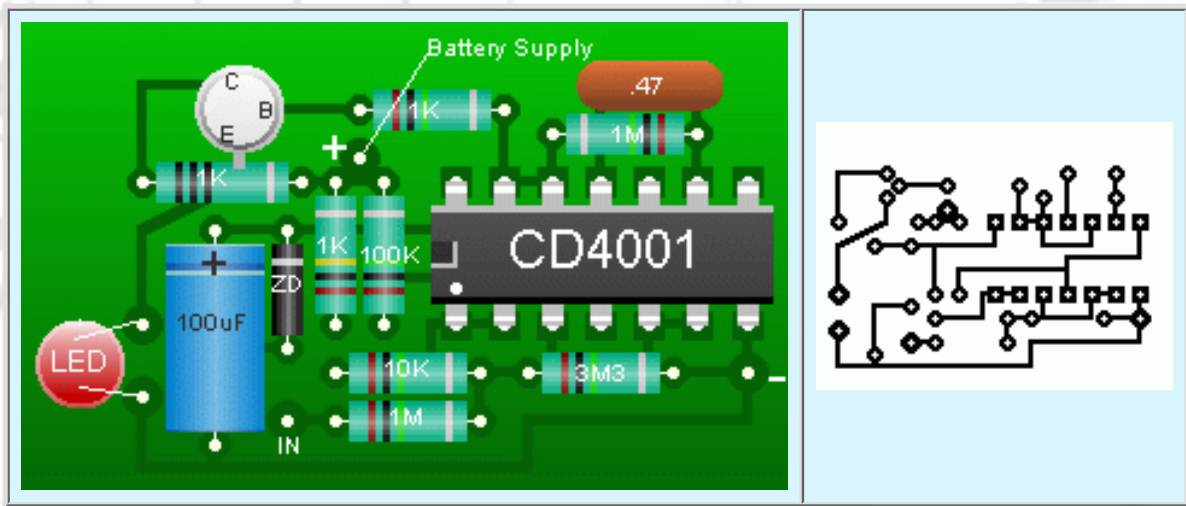 Battery Supply
C
B
E
1K
.47
1M
+
1K
CD4001
1K
100K
+
ZD
100uF
LED
10K
3M3
-
1M
IN